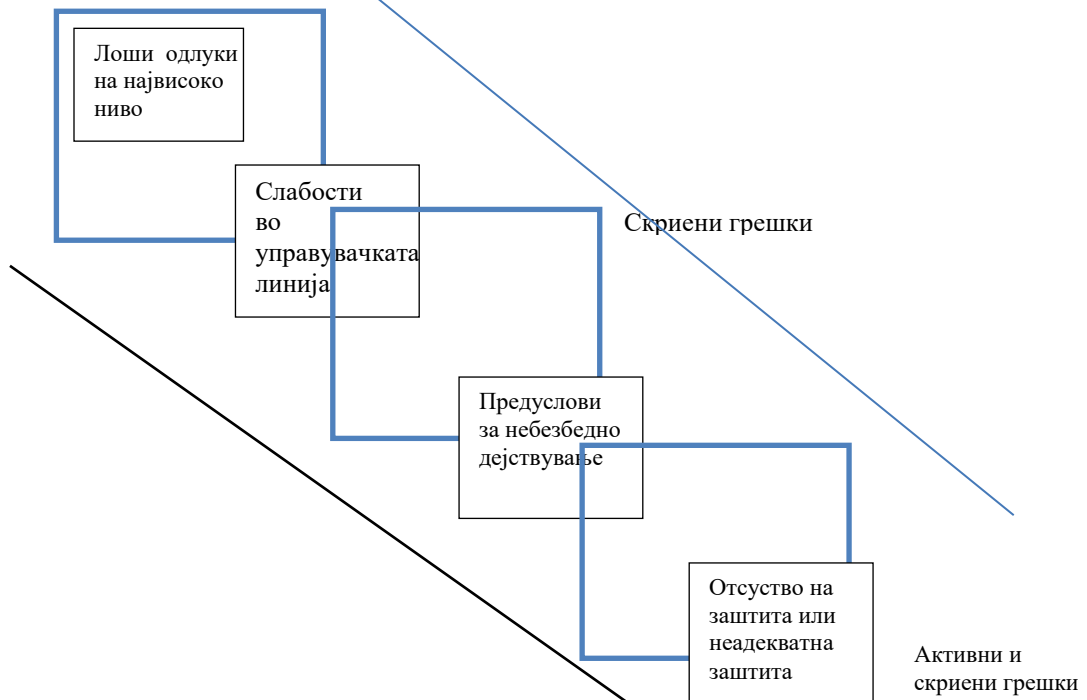 Лоши одлуки
на највисоко
ниво
Слабости
во
управувачката
линија
Скриени грешки
Предуслови
за небезбедно
дејствување
Отсуство на
заштита или
неадекватна
заштита
Активни и
скриени грешки